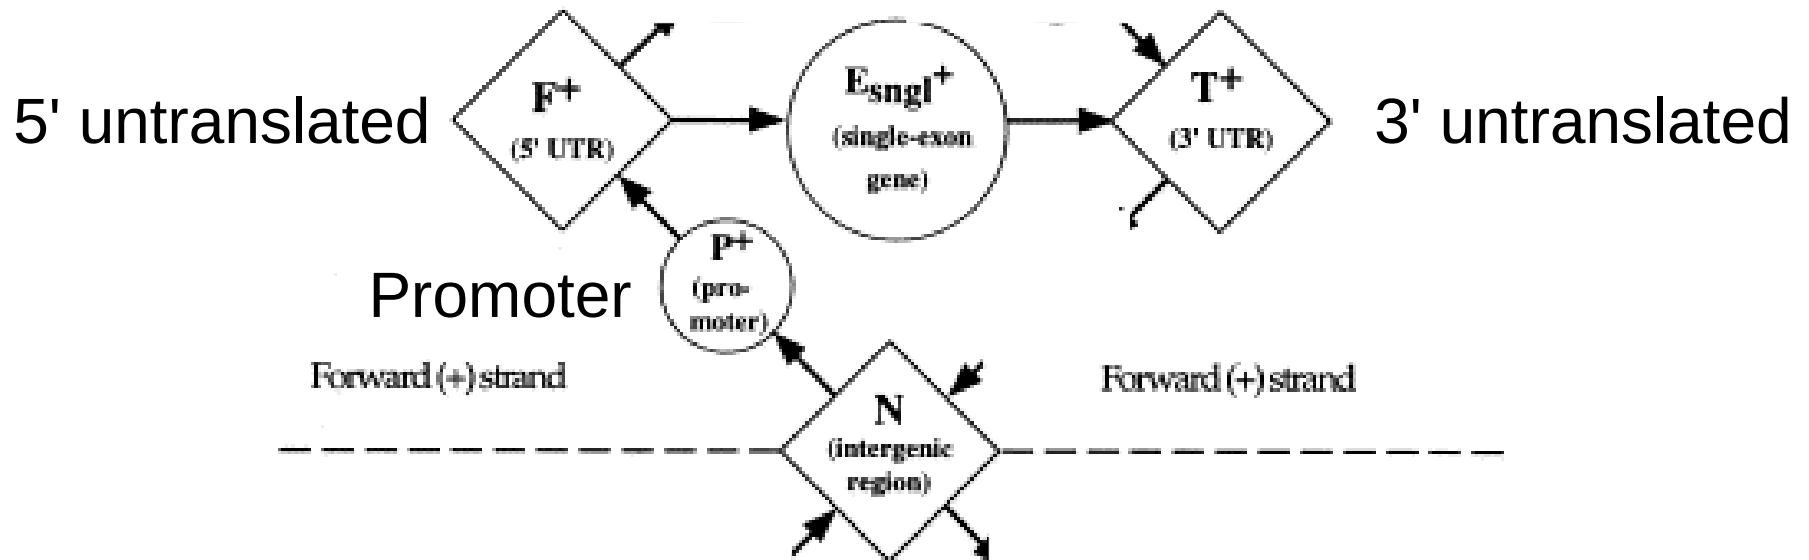 5' untranslated
F+
(5' UTR)
Esngl+
(single-exon
gene)
T+
(3' UTR)
3' untranslated
Promoter
P+
(pro-
moter)
Forward (+) strand
Forward (+) strand
N
(intergenic
region)